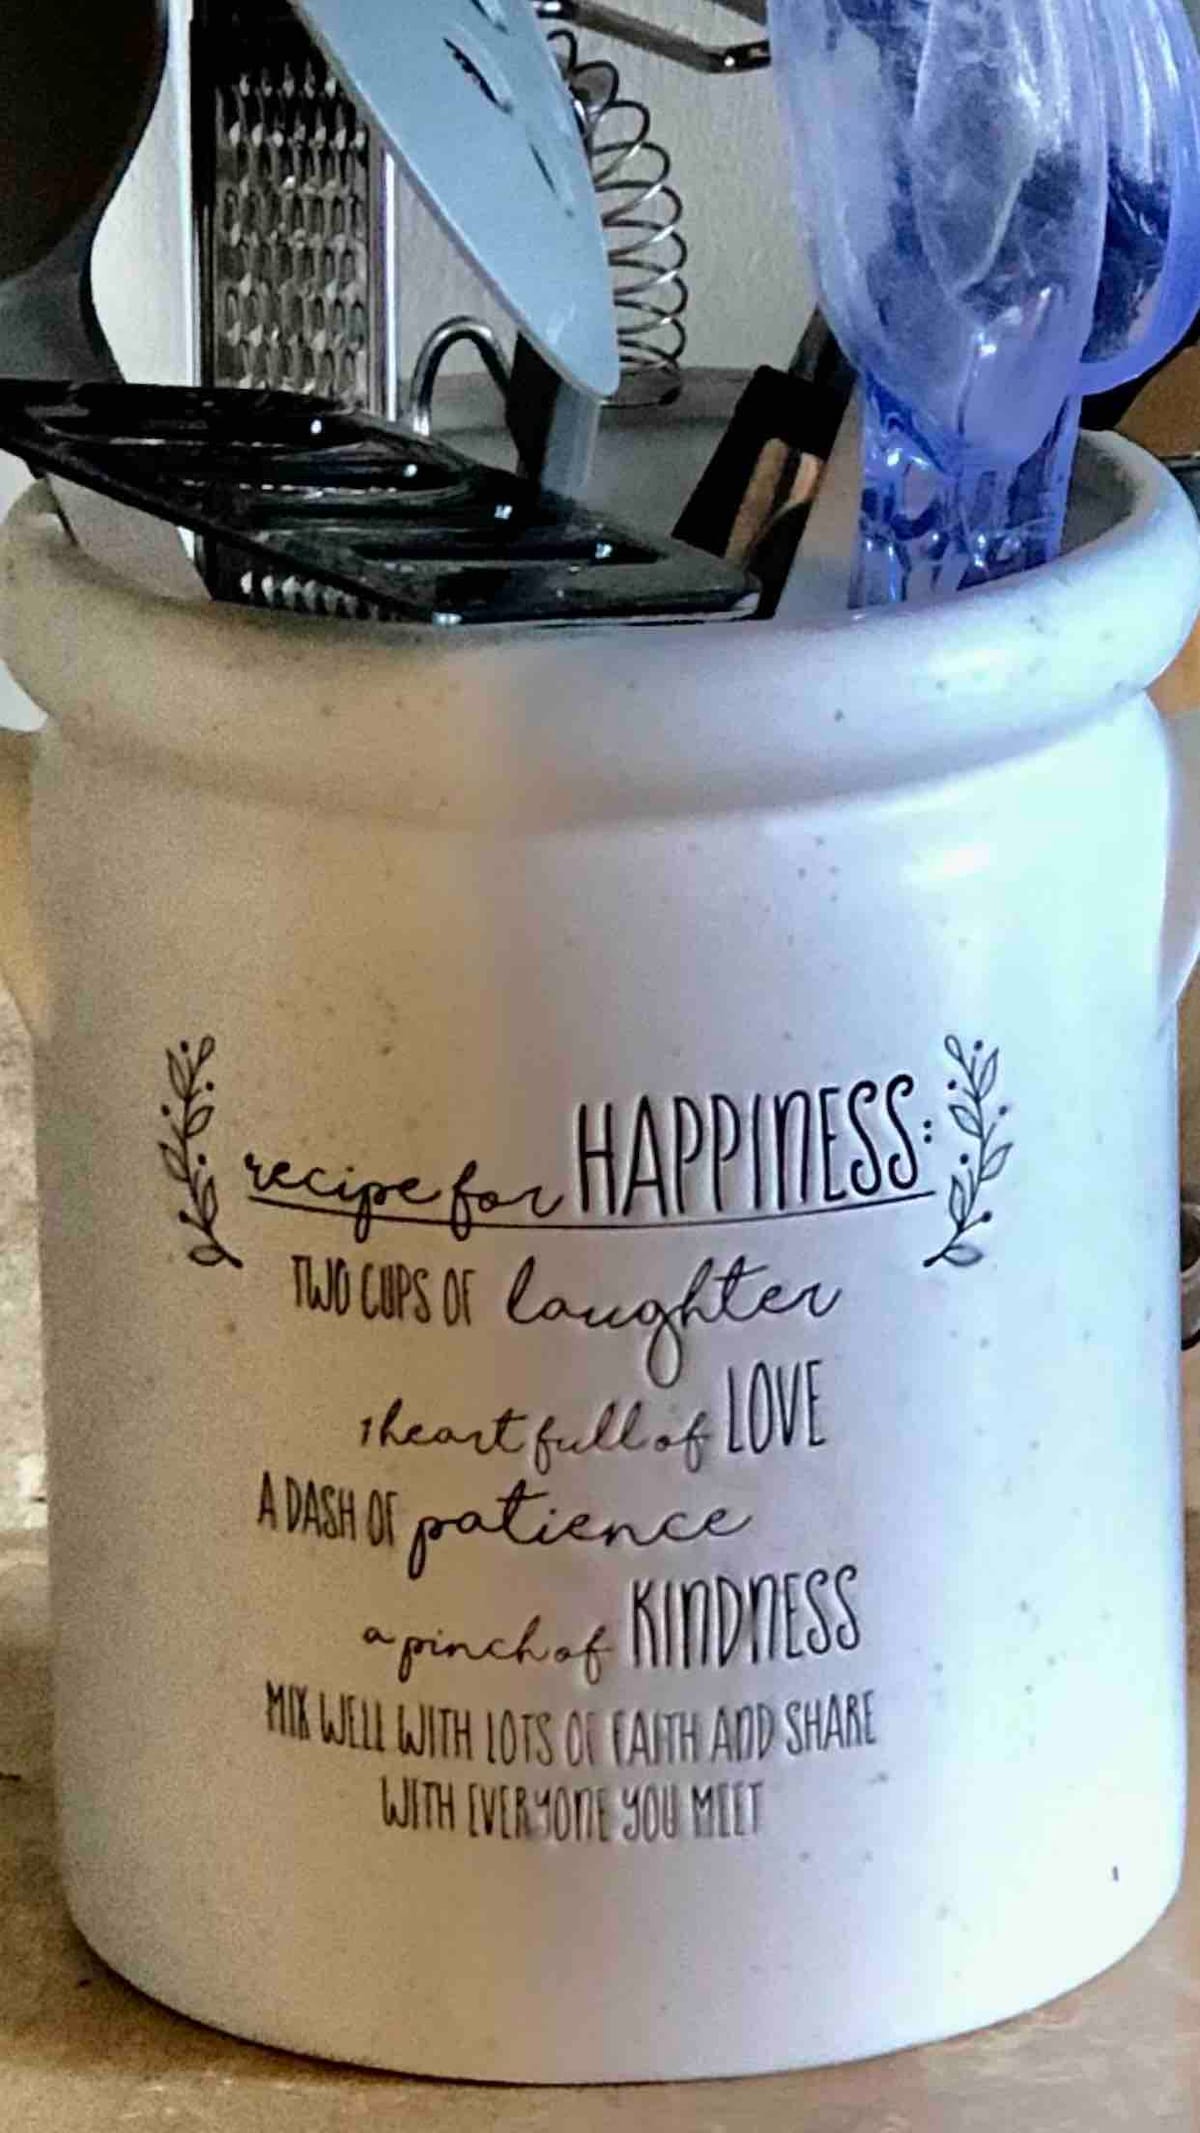 recipe for HAPPINESS:
TWO CUPS OF laughter
1 heart full of LOVE
A DASH OF patience
a pinch of KINDNESS
MIX WELL WITH LOTS OF FAITH AND SHARE
WITH EVERYONE YOU MEET